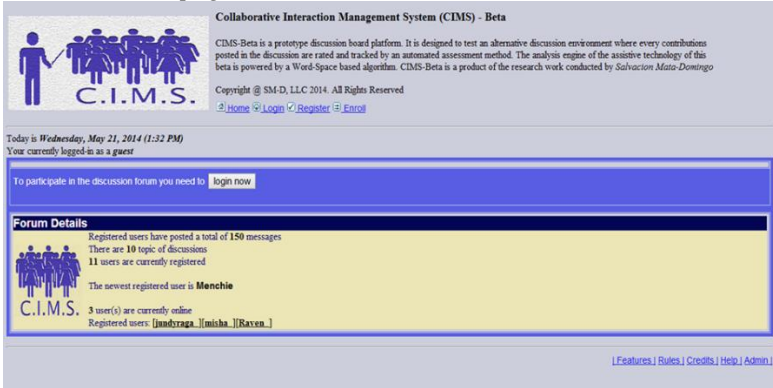 Collaborative Interaction Management System (CIMS) - Beta
CIMS-Beta is a prototype discussion board platform. It is designed to test an alternative discussion environment where every contributions
posted in the discussion are rated and tracked by an automated assessment method. The analysis engine of the assistive technology of this
beta is powered by a Word-Space based algorithm. CIMS-Beta is a product of the research work conducted by Salvacion Mata-Domingo
C.I.M.S.
Copyright @ SM-D, LLC 2014. All Rights Reserved
Home Login Register Enroll
Today is Wednesday, May 21, 2014 (1:32 PM)
Your currently logged-in as a guest
To participate in the discussion forum you need to login now
Forum Details
Registered users have posted a total of 150 messages
There are 10 topic of discussions
11 users are currently registered
The newest registered user is Menchie
C.I.M.S.
3 user(s) are currently online
Registered users: [jundyraga ][misha ][Raven ]
| Features | Rules | Credits | Help | Admin |